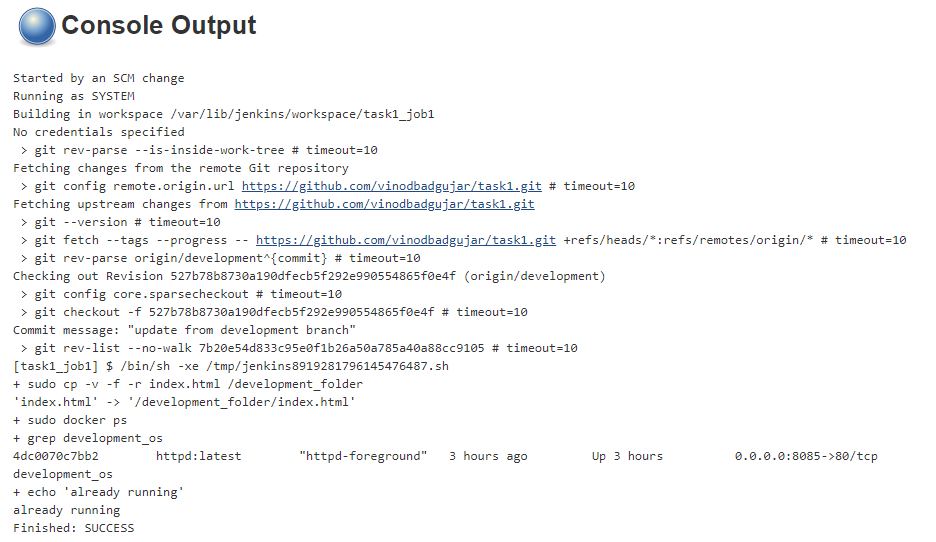 Console Output
Started by an SCM change
Running as SYSTEM
Building in workspace /var/lib/jenkins/workspace/task1_job1
No credentials specified
> git rev-parse --is-inside-work-tree # timeout=10
Fetching changes from the remote Git repository
> git config remote.origin.url https://github.com/vinodbadgujar/task1.git # timeout=10
Fetching upstream changes from https://github.com/vinodbadgujar/task1.git
> git --version # timeout=10
> git fetch --tags --progress -- https://github.com/vinodbadgujar/task1.git +refs/heads/*:refs/remotes/origin/* # timeout=10
> git rev-parse origin/development^{commit} # timeout=10
Checking out Revision 527b78b8730a190dfecb5f292e990554865f0e4f (origin/development)
> git config core.sparsecheckout # timeout=10
> git checkout -f 527b78b8730a190dfecb5f292e990554865f0e4f # timeout=10
Commit message: "update from development branch"
> git rev-list --no-walk 7b20e54d833c95e0f1b26a50a785a40a88cc9105 # timeout=10
[task1_job1] $ /bin/sh -xe /tmp/jenkins8919281796145476487.sh
+ sudo cp -v -f -r index.html /development_folder
'index.html' -> '/development_folder/index.html'
+ sudo docker ps
+ grep development_os
4dc0070c7bb2        httpd:latest        "httpd-foreground"   3 hours ago         Up 3 hours          0.0.0.0:8085->80/tcp
development_os
+ echo 'already running'
already running
Finished: SUCCESS